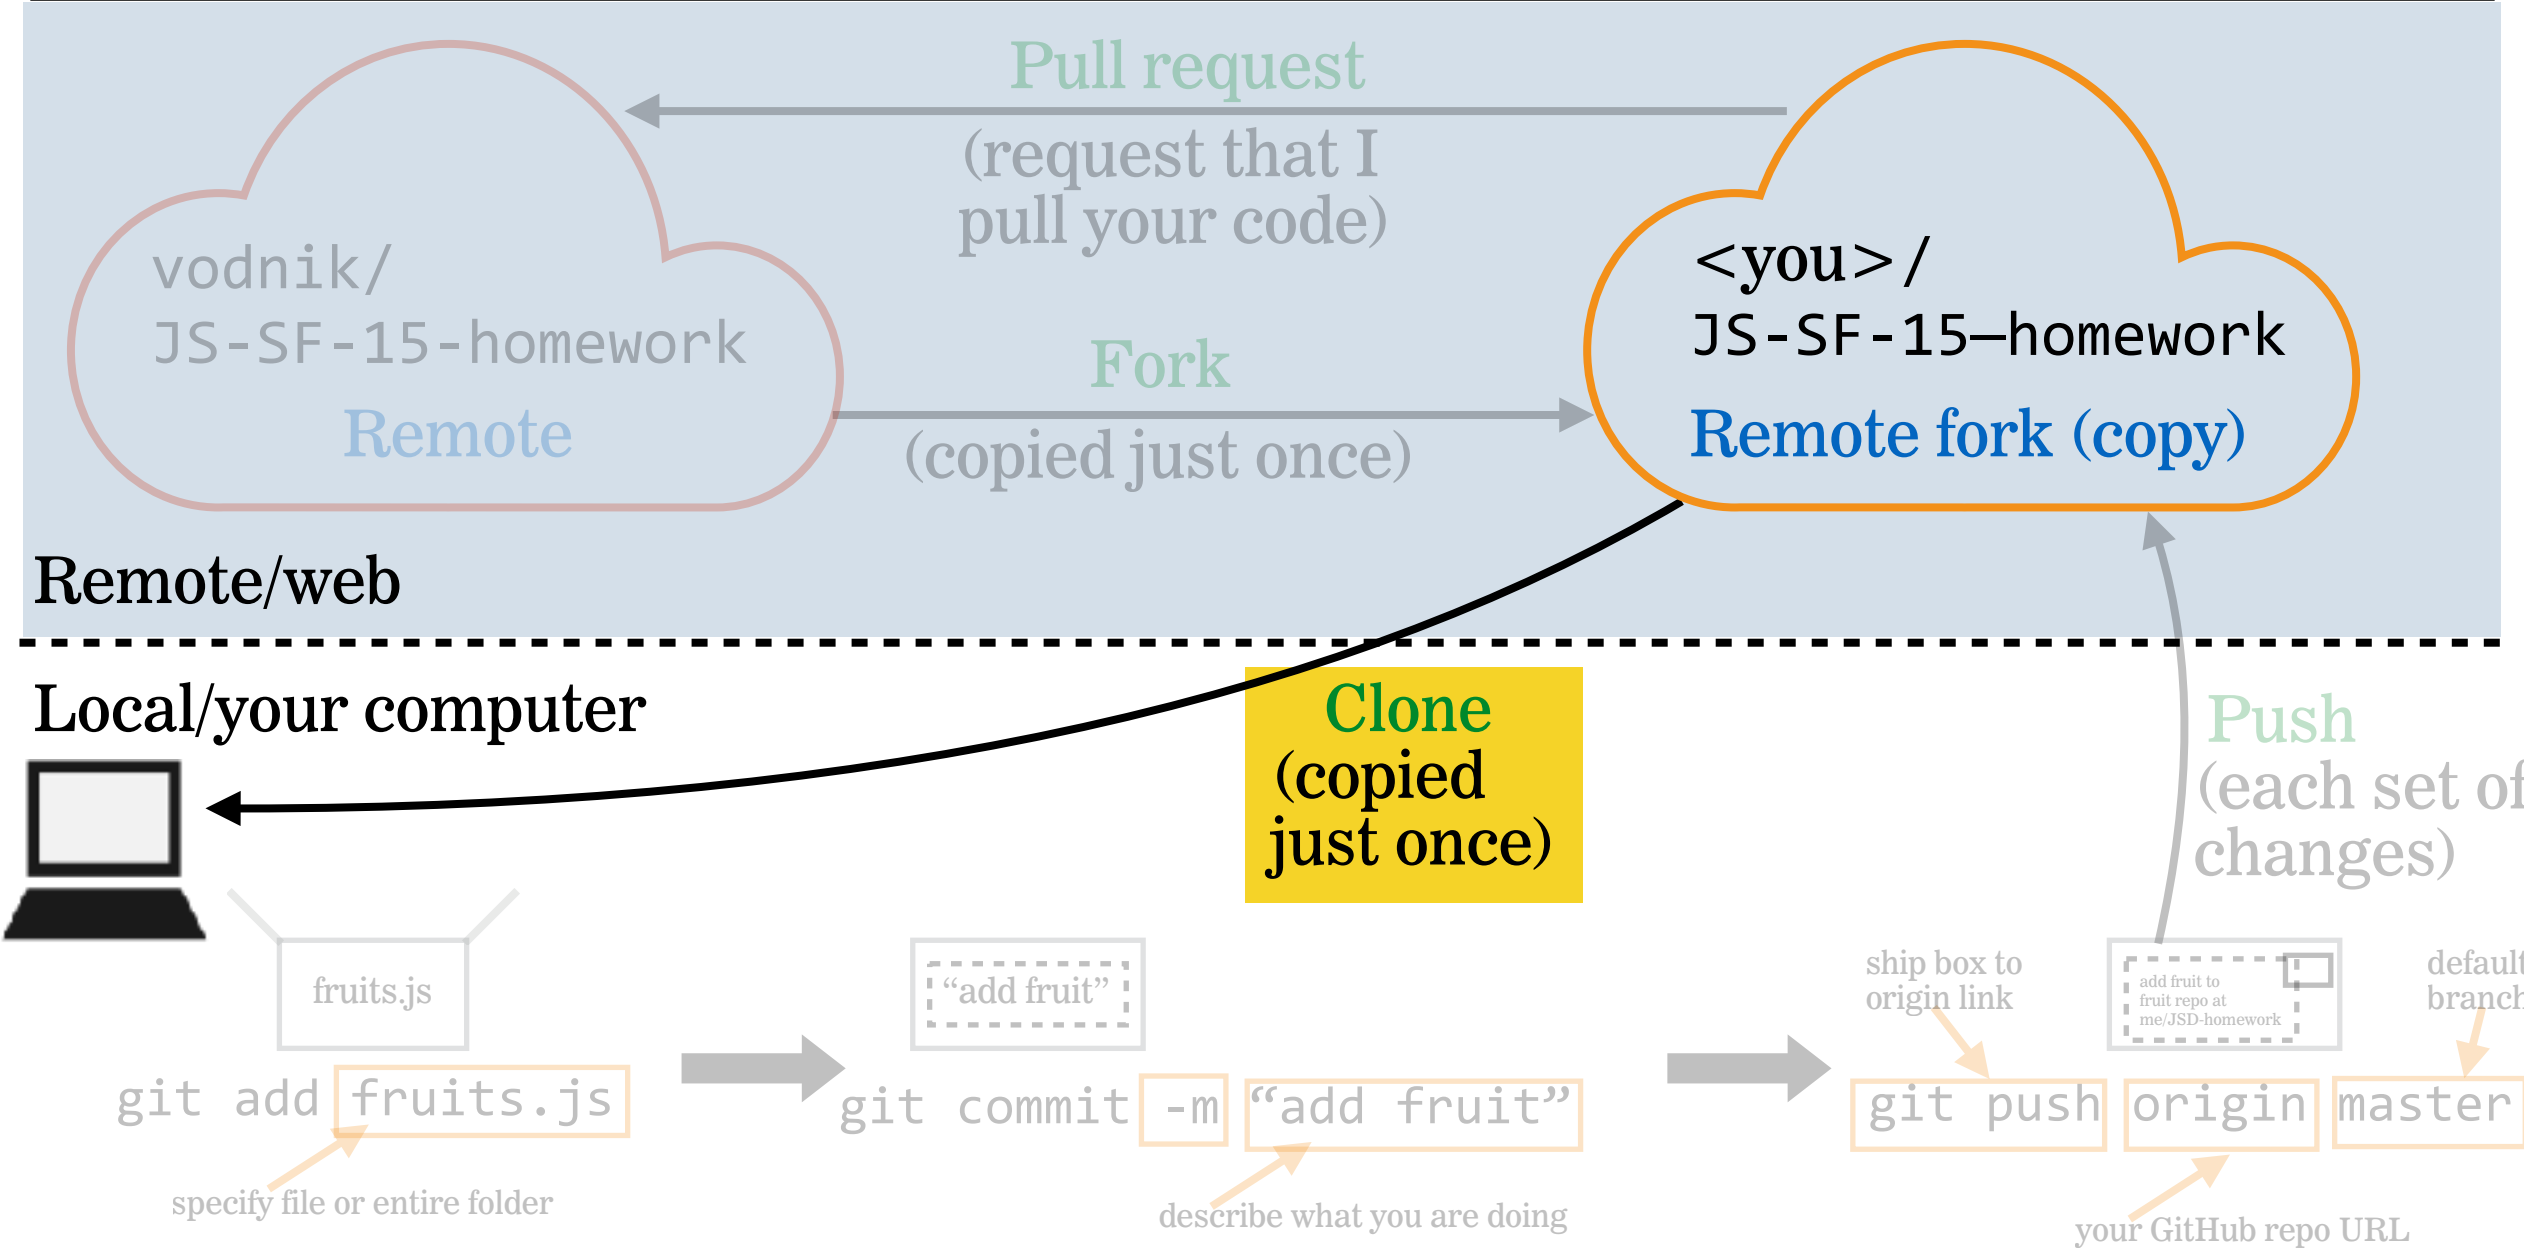 Pull request
(request that I
pull your code)
vodnik/
JS-SF-15-homework
Remote
Fork
(copied just once)
<you>/
JS-SF-15—homework
Remote fork (copy)
Remote/web
Local/your computer
Clone
(copied
just once)
Push
(each set of
changes)
fruits.js
“add fruit”
ship box to
origin link
add fruit to
fruit repo at
me/JSD-homework
default
branch
git add fruits.js
git commit -m “add fruit”
git push origin master
specify file or entire folder
describe what you are doing
your GitHub repo URL